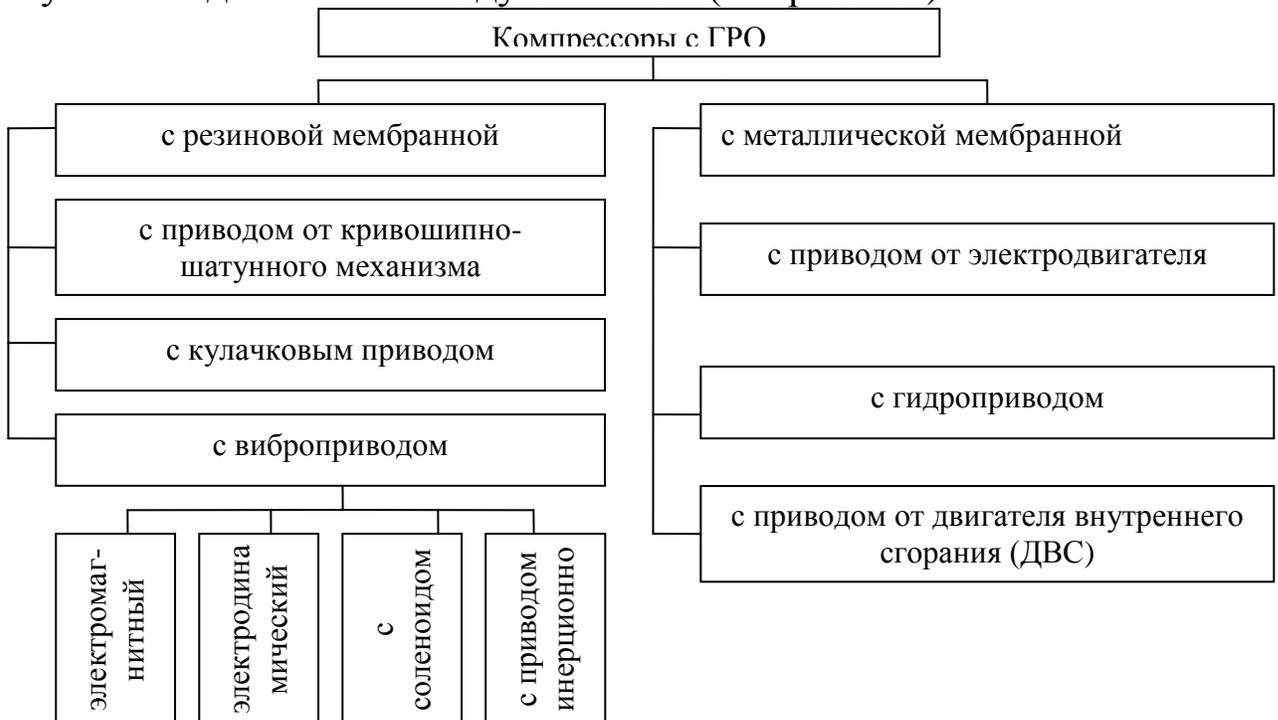 Компрессоры с ГРО
с резиновой мембранной
с металлической мембранной
с приводом от кривошипно-
шатунного механизма
с приводом от электродвигателя
с кулачковым приводом
с гидроприводом
с виброприводом
с приводом от двигателя внутреннего
сгорания (ДВС)
электромаг-
нитный
электродина
мический
с
соленоидом
с приводом
инерционно